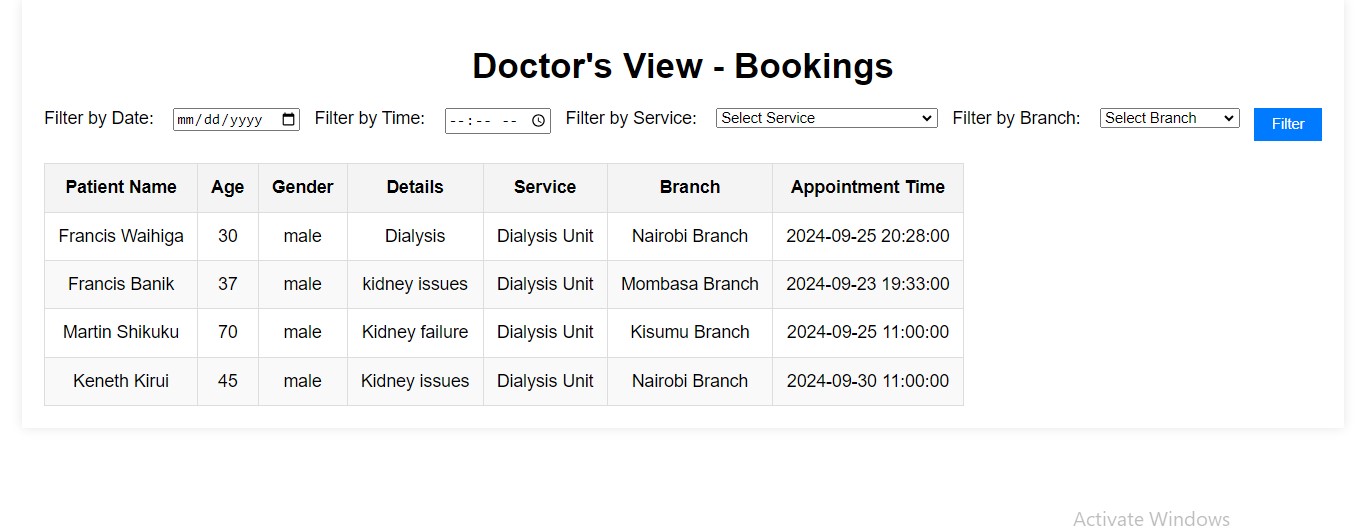 Doctor's View - Bookings
Filter by Date: mm/dd/yyyy Filter by Time: --:-- -- Filter by Service: Select Service Filter by Branch: Select Branch Filter
Patient Name Age Gender Details Service Branch Appointment Time
Francis Waihiga 30 male Dialysis Dialysis Unit Nairobi Branch 2024-09-25 20:28:00
Francis Banik 37 male kidney issues Dialysis Unit Mombasa Branch 2024-09-23 19:33:00
Martin Shikuku 70 male Kidney failure Dialysis Unit Kisumu Branch 2024-09-25 11:00:00
Keneth Kirui 45 male Kidney issues Dialysis Unit Nairobi Branch 2024-09-30 11:00:00
Activate Windows